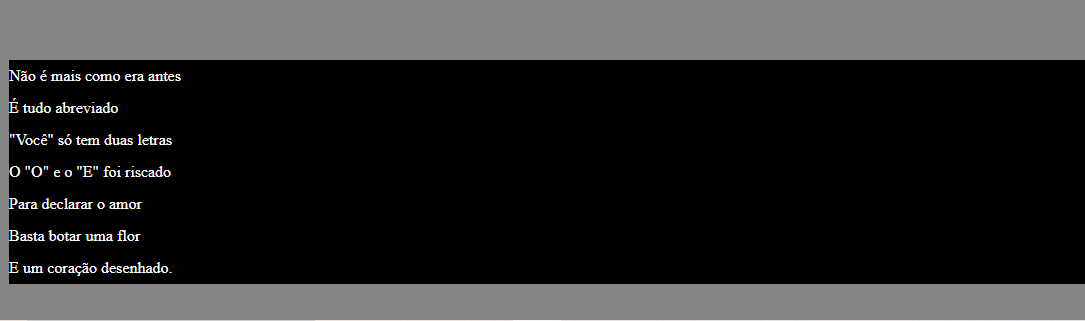 Não é mais como era antes
É tudo abreviado
"Você" só tem duas letras
O "O" e o "E" foi riscado
Para declarar o amor
Basta botar uma flor
E um coração desenhado.